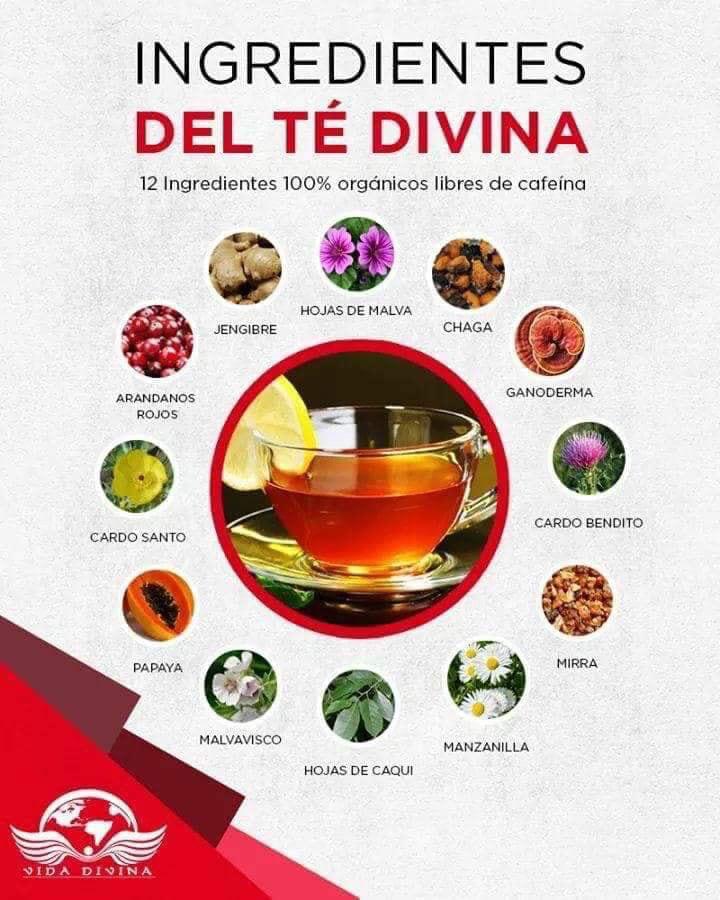 INGREDIENTES
DEL TÉ DIVINA
12 Ingredientes 100% orgánicos libres de cafeína
HOJAS DE MALVA
CHAGA
GANODERMA
CARDO BENDITO
MIRRA
MANZANILLA
HOJAS DE CAQUI
MALVAVISCO
PAPAYA
CARDO SANTO
ARANDANOS
ROJOS
JENGIBRE
VIDA DIVINA